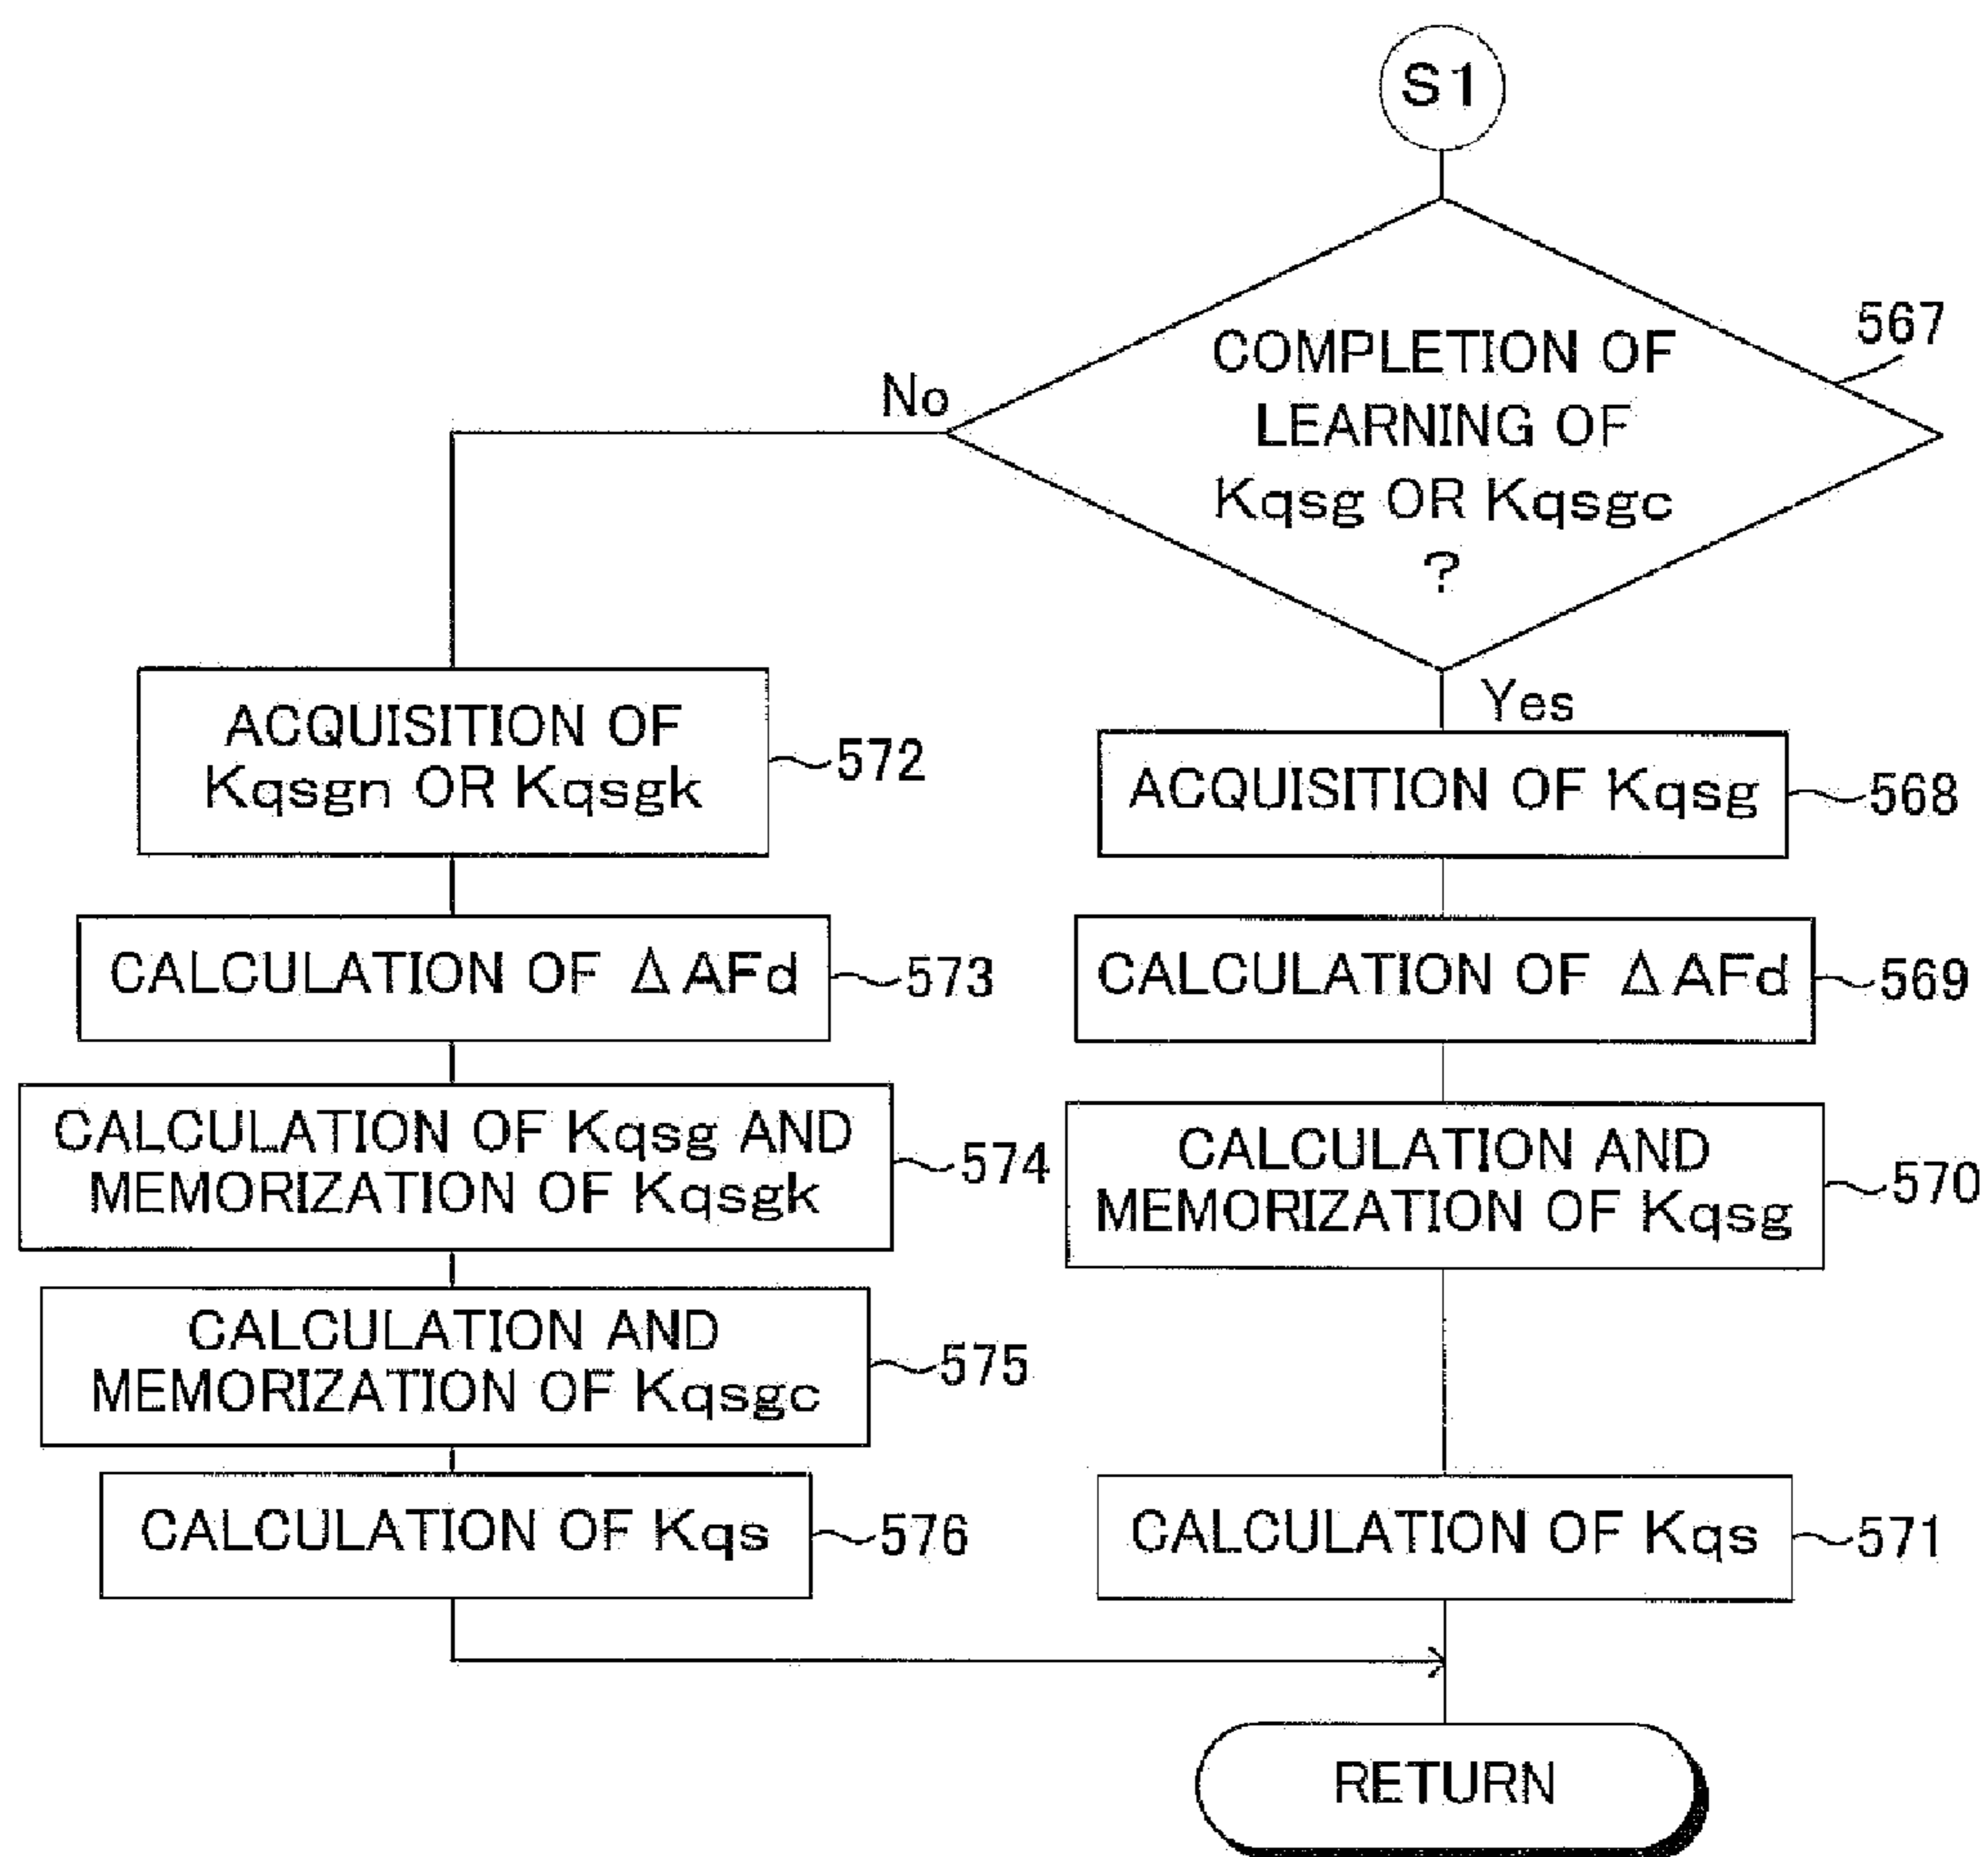 S1
COMPLETION OF
LEARNING OF
Kqsg OR Kqsgc
?
567
No
Yes
ACQUISITION OF
Kqsgn OR Kqsgk
572
CALCULATION OF Δ AFd
573
CALCULATION OF Kqsg AND
MEMORIZATION OF Kqsgk
574
CALCULATION AND
MEMORIZATION OF Kqsgc
575
CALCULATION OF Kqs
576
ACQUISITION OF Kqsg
568
CALCULATION OF Δ AFd
569
CALCULATION AND
MEMORIZATION OF Kqsg
570
CALCULATION OF Kqs
571
RETURN